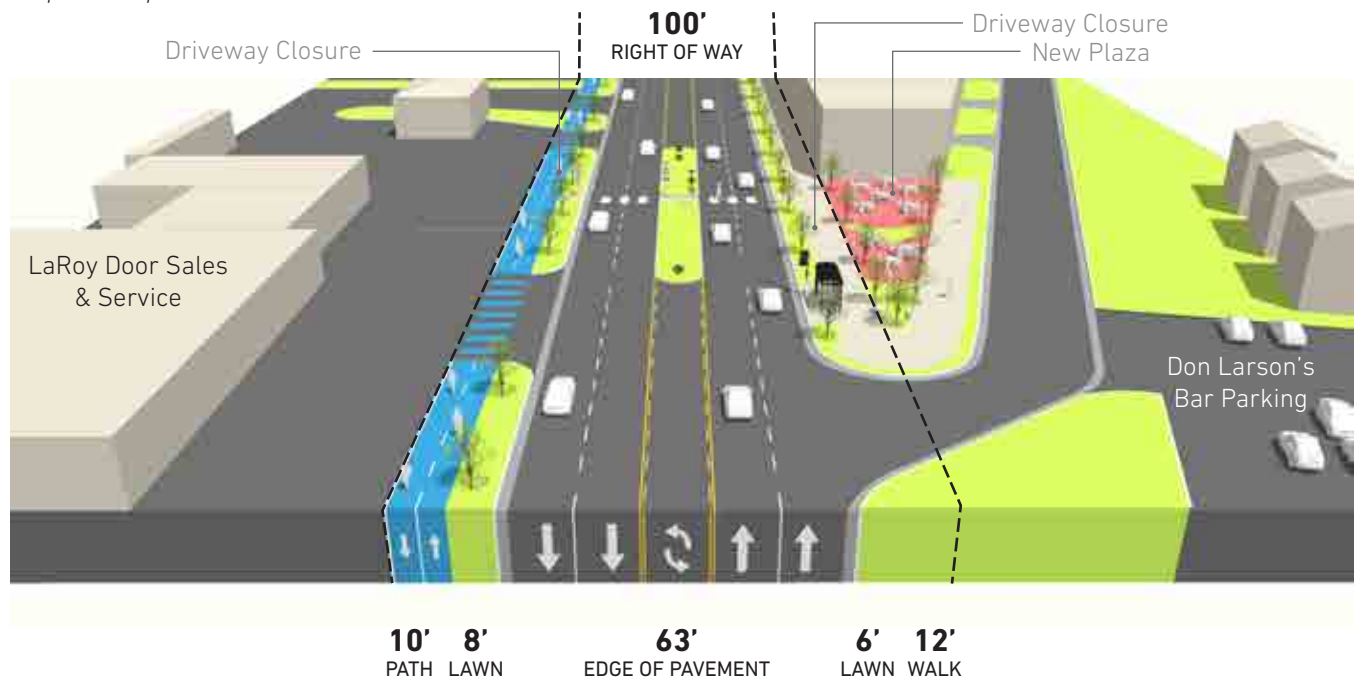 100'
RIGHT OF WAY
Driveway Closure
Driveway Closure
New Plaza
LaRoy Door Sales
& Service
Don Larson's
Bar Parking
10'
PATH
8'
LAWN
63'
EDGE OF PAVEMENT
6'
LAWN
12'
WALK